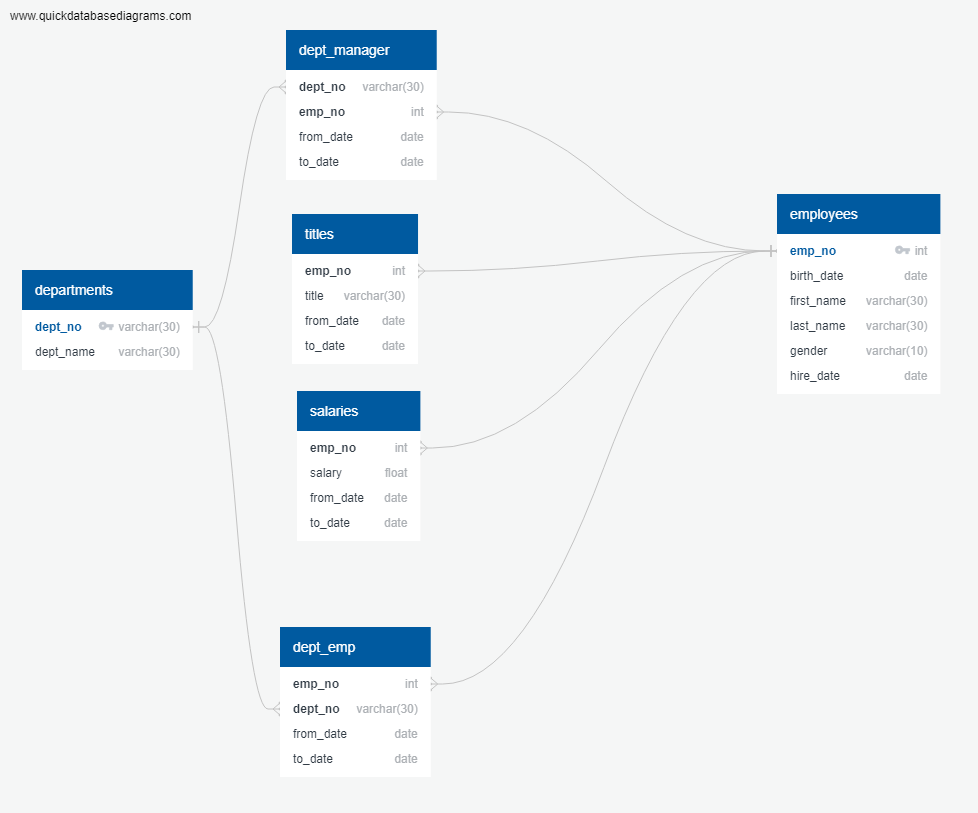 www.quickdatabasediagrams.com
dept_manager
dept_no varchar(30)
emp_no int
from_date date
to_date date
titles
emp_no int
title varchar(30)
from_date date
to_date date
employees
emp_no int
birth_date date
first_name varchar(30)
last_name varchar(30)
gender varchar(10)
hire_date date
departments
dept_no varchar(30)
dept_name varchar(30)
salaries
emp_no int
salary float
from_date date
to_date date
dept_emp
emp_no int
dept_no varchar(30)
from_date date
to_date date